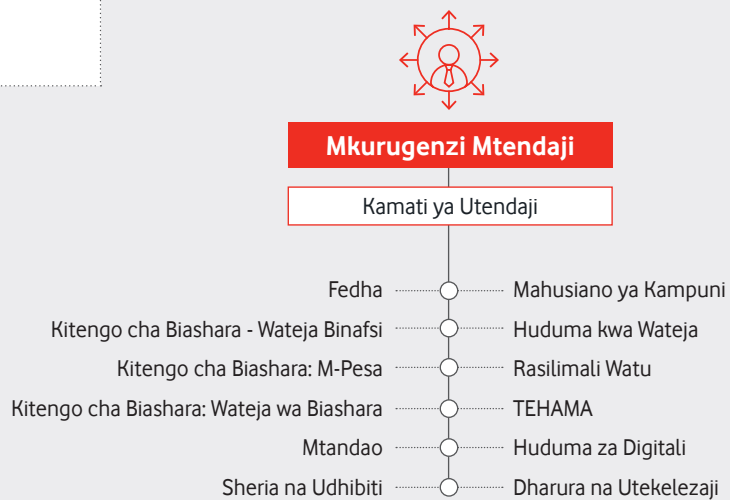 Mkurugenzi Mtendaji
Kamati ya Utendaji
Fedha
Mahusiano ya Kampuni
Kitengo cha Biashara - Wateja Binafsi
Huduma kwa Wateja
Kitengo cha Biashara: M-Pesa
Rasilimali Watu
Kitengo cha Biashara: Wateja wa Biashara
TEHAMA
Mtandao
Huduma za Digitali
Sheria na Udhibiti
Dharura na Utekelezaji